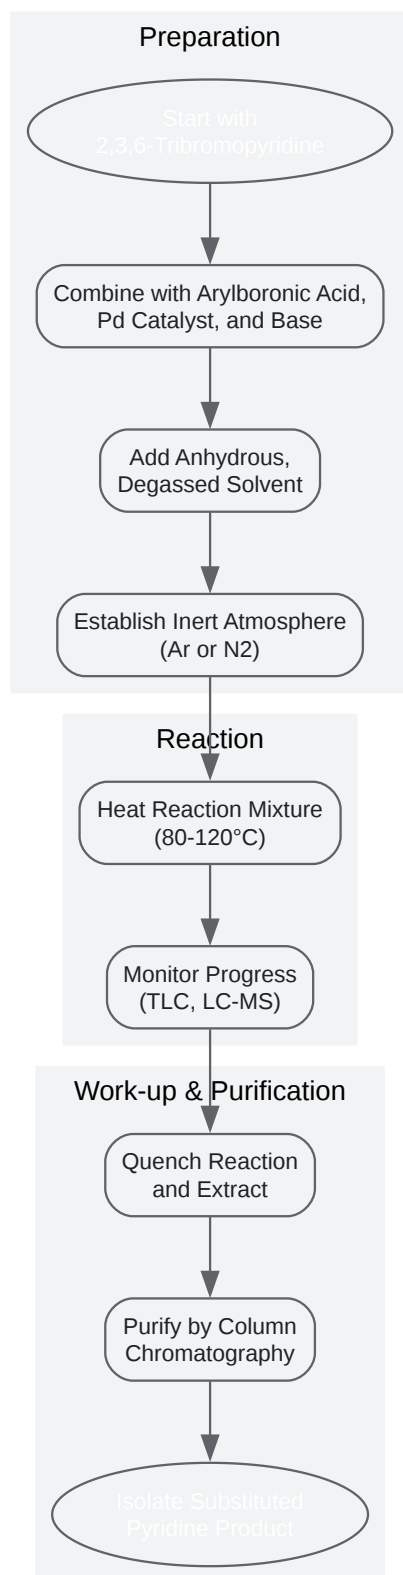 Preparation
Start with
2,3,6-Tribromopyridine
Combine with Arylboronic Acid,
Pd Catalyst, and Base
Add Anhydrous,
Degassed Solvent
Establish Inert Atmosphere
(Ar or N2)
Reaction
Heat Reaction Mixture
(80-120°C)
Monitor Progress
(TLC, LC-MS)
Work-up & Purification
Quench Reaction
and Extract
Purify by Column
Chromatography
Isolate Substituted
Pyridine Product